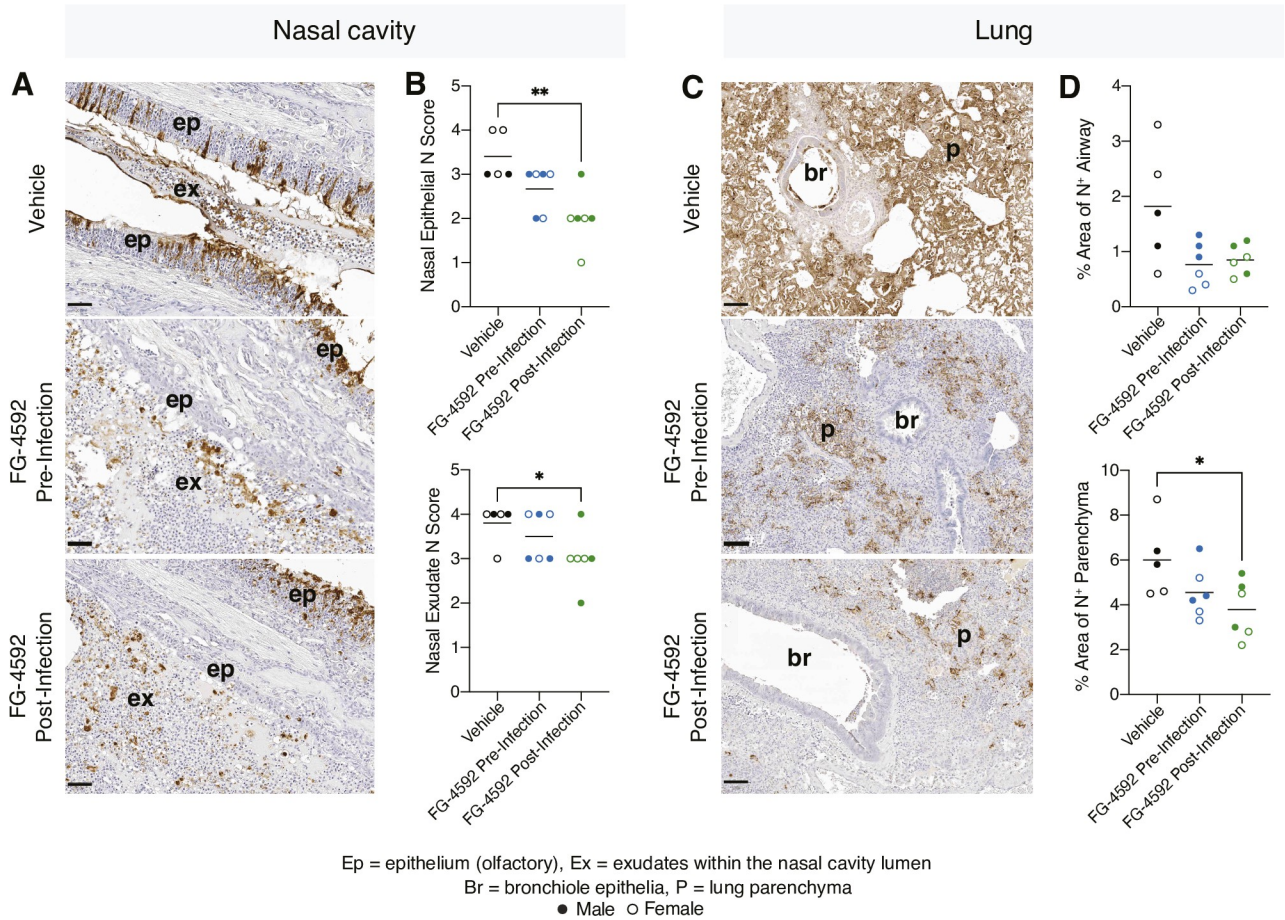 Nasal cavity
Lung
A
Vehicle
ep
ex
ep
FG-4592
Pre-Infection
ep
ep
ex
FG-4592
Post-Infection
ep
ep
ex
B
Nasal Epithelial N Score
5
4
3
2
1
0
**
Vehicle
FG-4592 Pre-Infection
FG-4592 Post-Infection
Nasal Exudate N Score
5
4
3
2
1
0
*
Vehicle
FG-4592 Pre-Infection
FG-4592 Post-Infection
C
Vehicle
br
p
FG-4592
Pre-Infection
p
br
FG-4592
Post-Infection
br
p
D
% Area of N⁺ Airway
4
3
2
1
0
Vehicle
FG-4592 Pre-Infection
FG-4592 Post-Infection
% Area of N⁺ Parenchyma
10
8
6
4
2
0
*
Vehicle
FG-4592 Pre-Infection
FG-4592 Post-Infection
Ep = epithelium (olfactory), Ex = exudates within the nasal cavity lumen
Br = bronchiole epithelia, P = lung parenchyma
● Male ○ Female